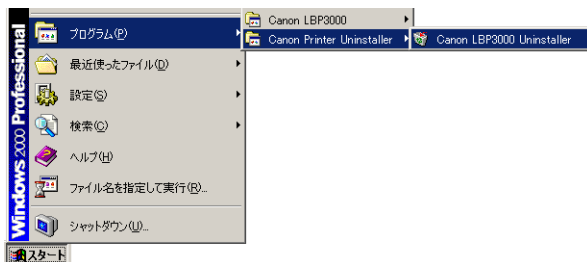 Windows 2000 Professional
プログラム(P)
最近使ったファイル(D)
設定(S)
検索(C)
ヘルプ(H)
ファイル名を指定して実行(R)...
シャットダウン(U)...
スタート
Canon LBP3000
Canon Printer Uninstaller
Canon LBP3000 Uninstaller